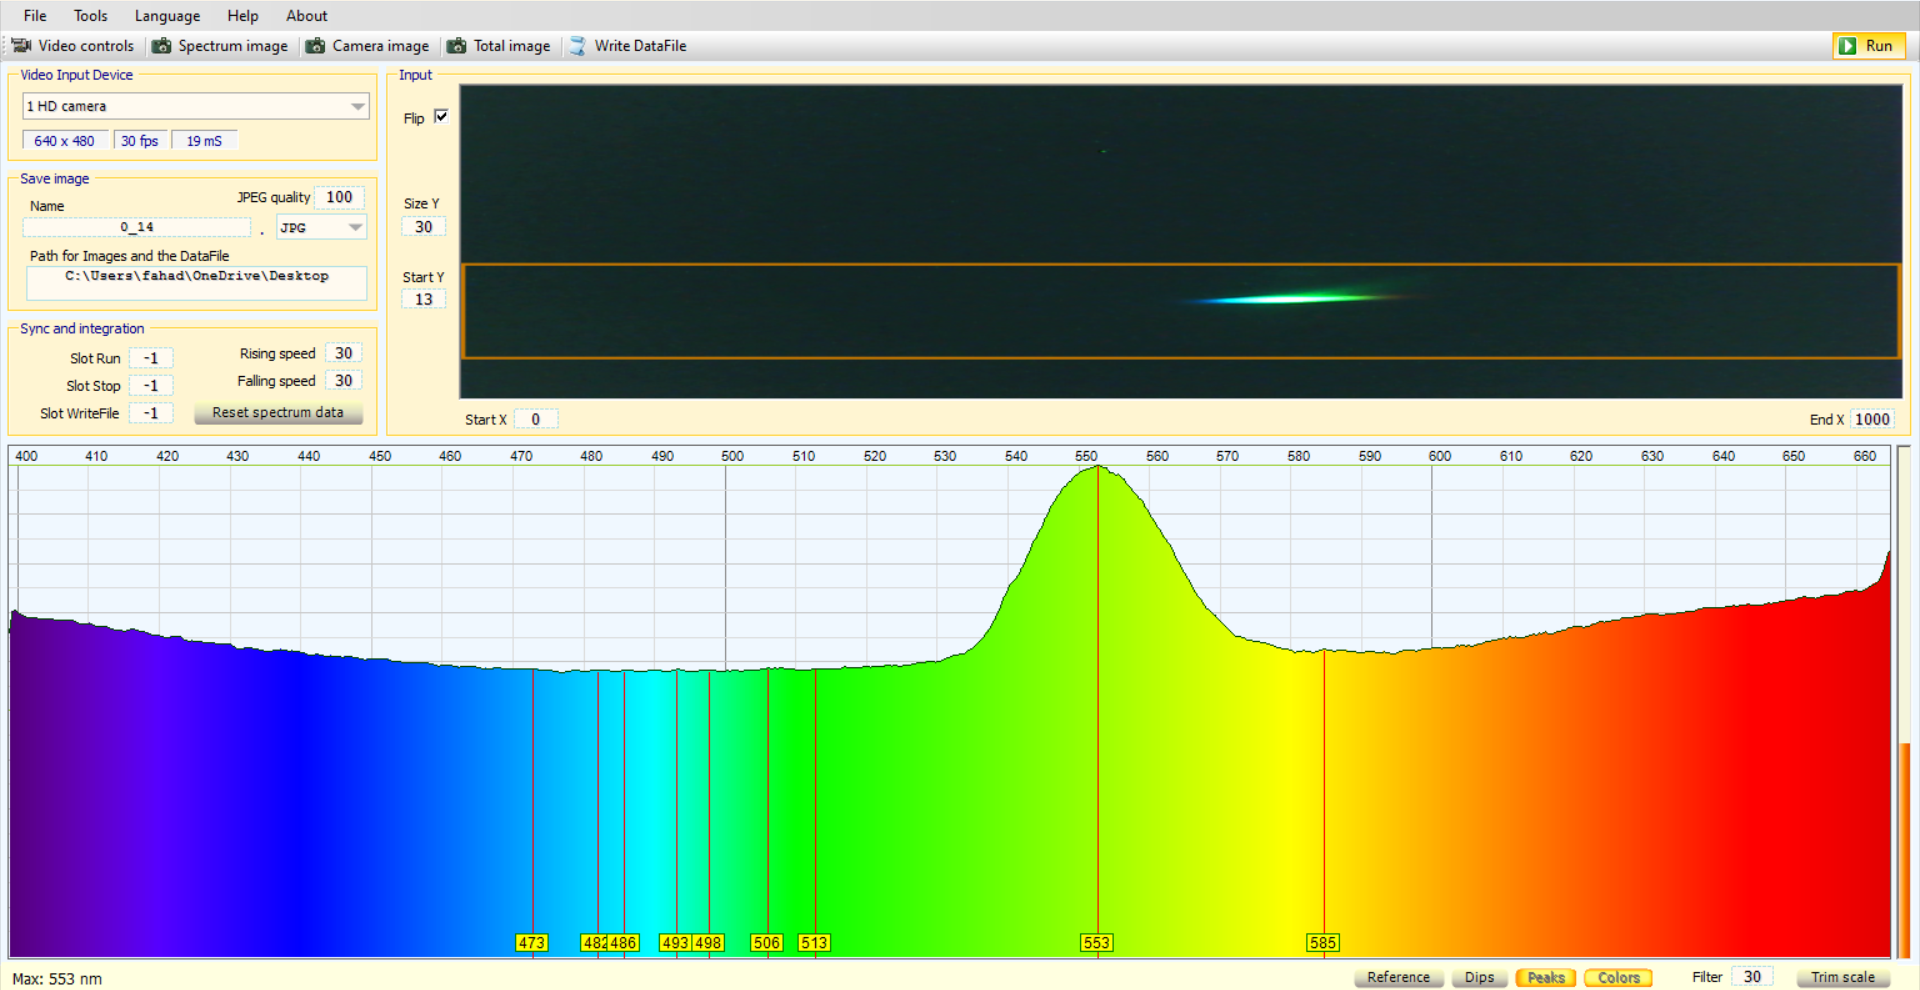 File Tools Language Help About
Video controls Spectrum image Camera image Total image Write DataFile Run
Video Input Device
1 HD camera
640 x 480 30 fps 19 mS
Save image
JPEG quality 100
Name
0_14 . JPG
Path for Images and the DataFile
C:\Users\fahad\OneDrive\Desktop
Sync and integration
Slot Run -1 Rising speed 30
Slot Stop -1 Falling speed 30
Slot WriteFile -1 Reset spectrum data
Input
Flip
Size Y
30
Start Y
13
Start X 0 End X 1000
400 410 420 430 440 450 460 470 480 490 500 510 520 530 540 550 560 570 580 590 600 610 620 630 640 650 660
473 482 486 493 498 506 513 553 585
Max: 553 nm Reference Dips Peaks Colors Filter 30 Trim scale